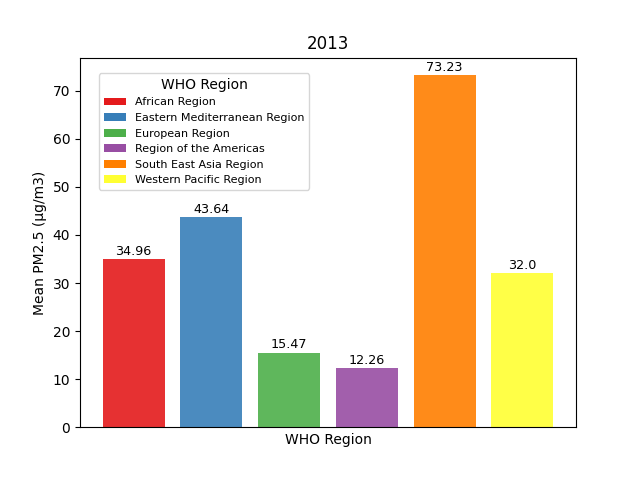 2013
73.23
70
60
50
40
30
20
10
0
Mean PM2.5 (μg/m3)
WHO Region
African Region
Eastern Mediterranean Region
European Region
Region of the Americas
South East Asia Region
Western Pacific Region
43.64
34.96
32.0
15.47
12.26
WHO Region